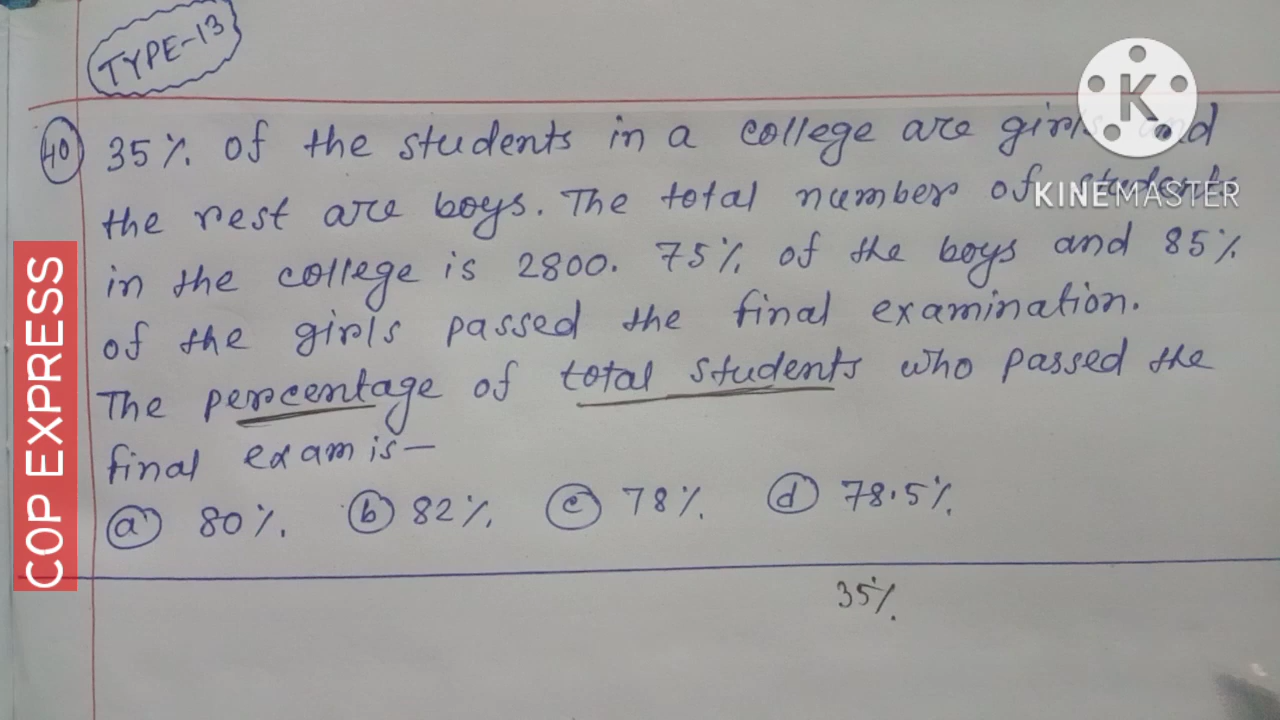 TYPE-13
40 35% of the students in a college are girls and
the rest are boys. The total number of students
in the college is 2800. 75% of the boys and 85%
of the girls passed the final examination.
The percentage of total students who passed the
final exam is—
a 80%. b 82%. c 78%. d 78.5%.
35%.
K
KINEMASTER
COP EXPRESS